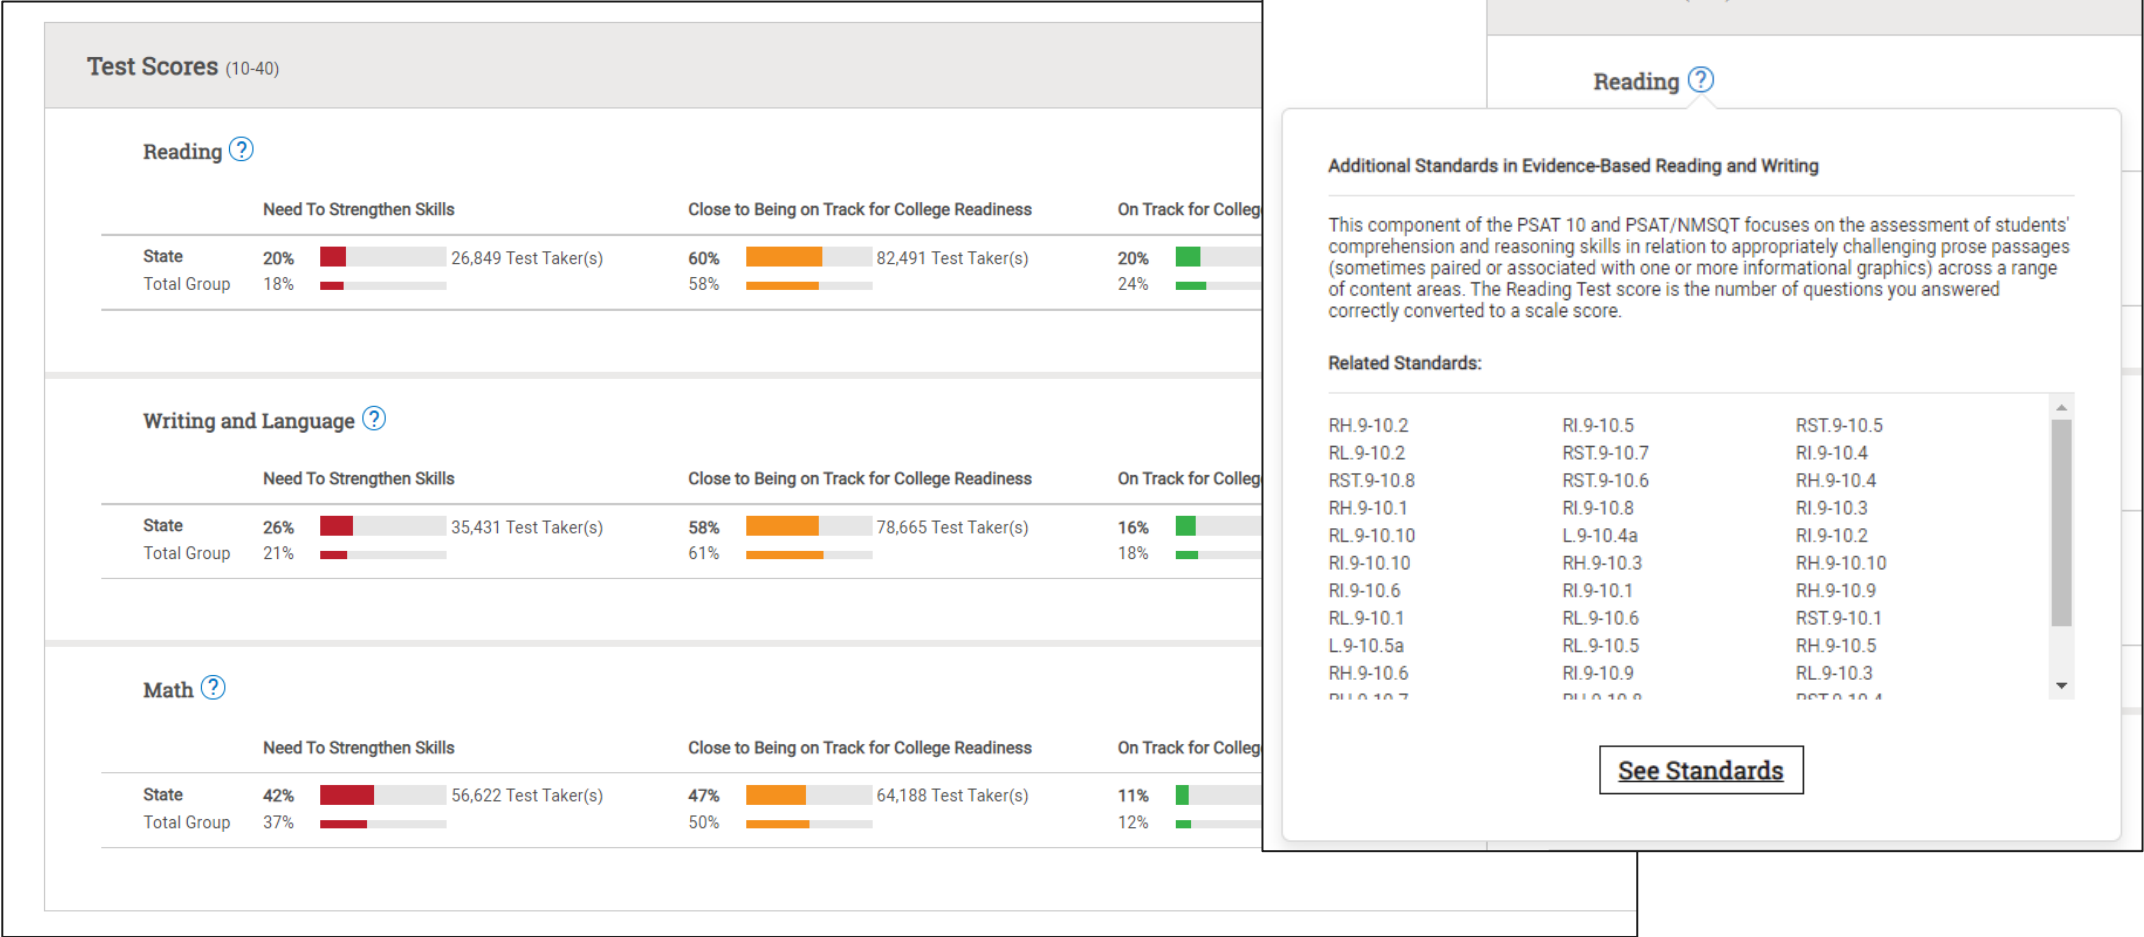 Test Scores (10-40)
Reading ?
Need To Strengthen Skills Close to Being on Track for College Readiness On Track for Colleg
State 20% 26,849 Test Taker(s) 60% 82,491 Test Taker(s) 20%
Total Group 18% 58% 24%
Writing and Language ?
Need To Strengthen Skills Close to Being on Track for College Readiness On Track for Colleg
State 26% 35,431 Test Taker(s) 58% 78,665 Test Taker(s) 16%
Total Group 21% 61% 18%
Math ?
Need To Strengthen Skills Close to Being on Track for College Readiness On Track for Colleg
State 42% 56,622 Test Taker(s) 47% 64,188 Test Taker(s) 11%
Total Group 37% 50% 12%
Reading ?
Additional Standards in Evidence-Based Reading and Writing
This component of the PSAT 10 and PSAT/NMSQT focuses on the assessment of students'
comprehension and reasoning skills in relation to appropriately challenging prose passages
(sometimes paired or associated with one or more informational graphics) across a range
of content areas. The Reading Test score is the number of questions you answered
correctly converted to a scale score.
Related Standards:
RH.9-10.2 RI.9-10.5 RST.9-10.5
RL.9-10.2 RST.9-10.7 RI.9-10.4
RST.9-10.8 RST.9-10.6 RH.9-10.4
RH.9-10.1 RI.9-10.8 RI.9-10.3
RL.9-10.10 L.9-10.4a RI.9-10.2
RI.9-10.10 RH.9-10.3 RH.9-10.10
RI.9-10.6 RI.9-10.1 RH.9-10.9
RL.9-10.1 RL.9-10.6 RST.9-10.1
L.9-10.5a RL.9-10.5 RH.9-10.5
RH.9-10.6 RI.9-10.9 RL.9-10.3
See Standards